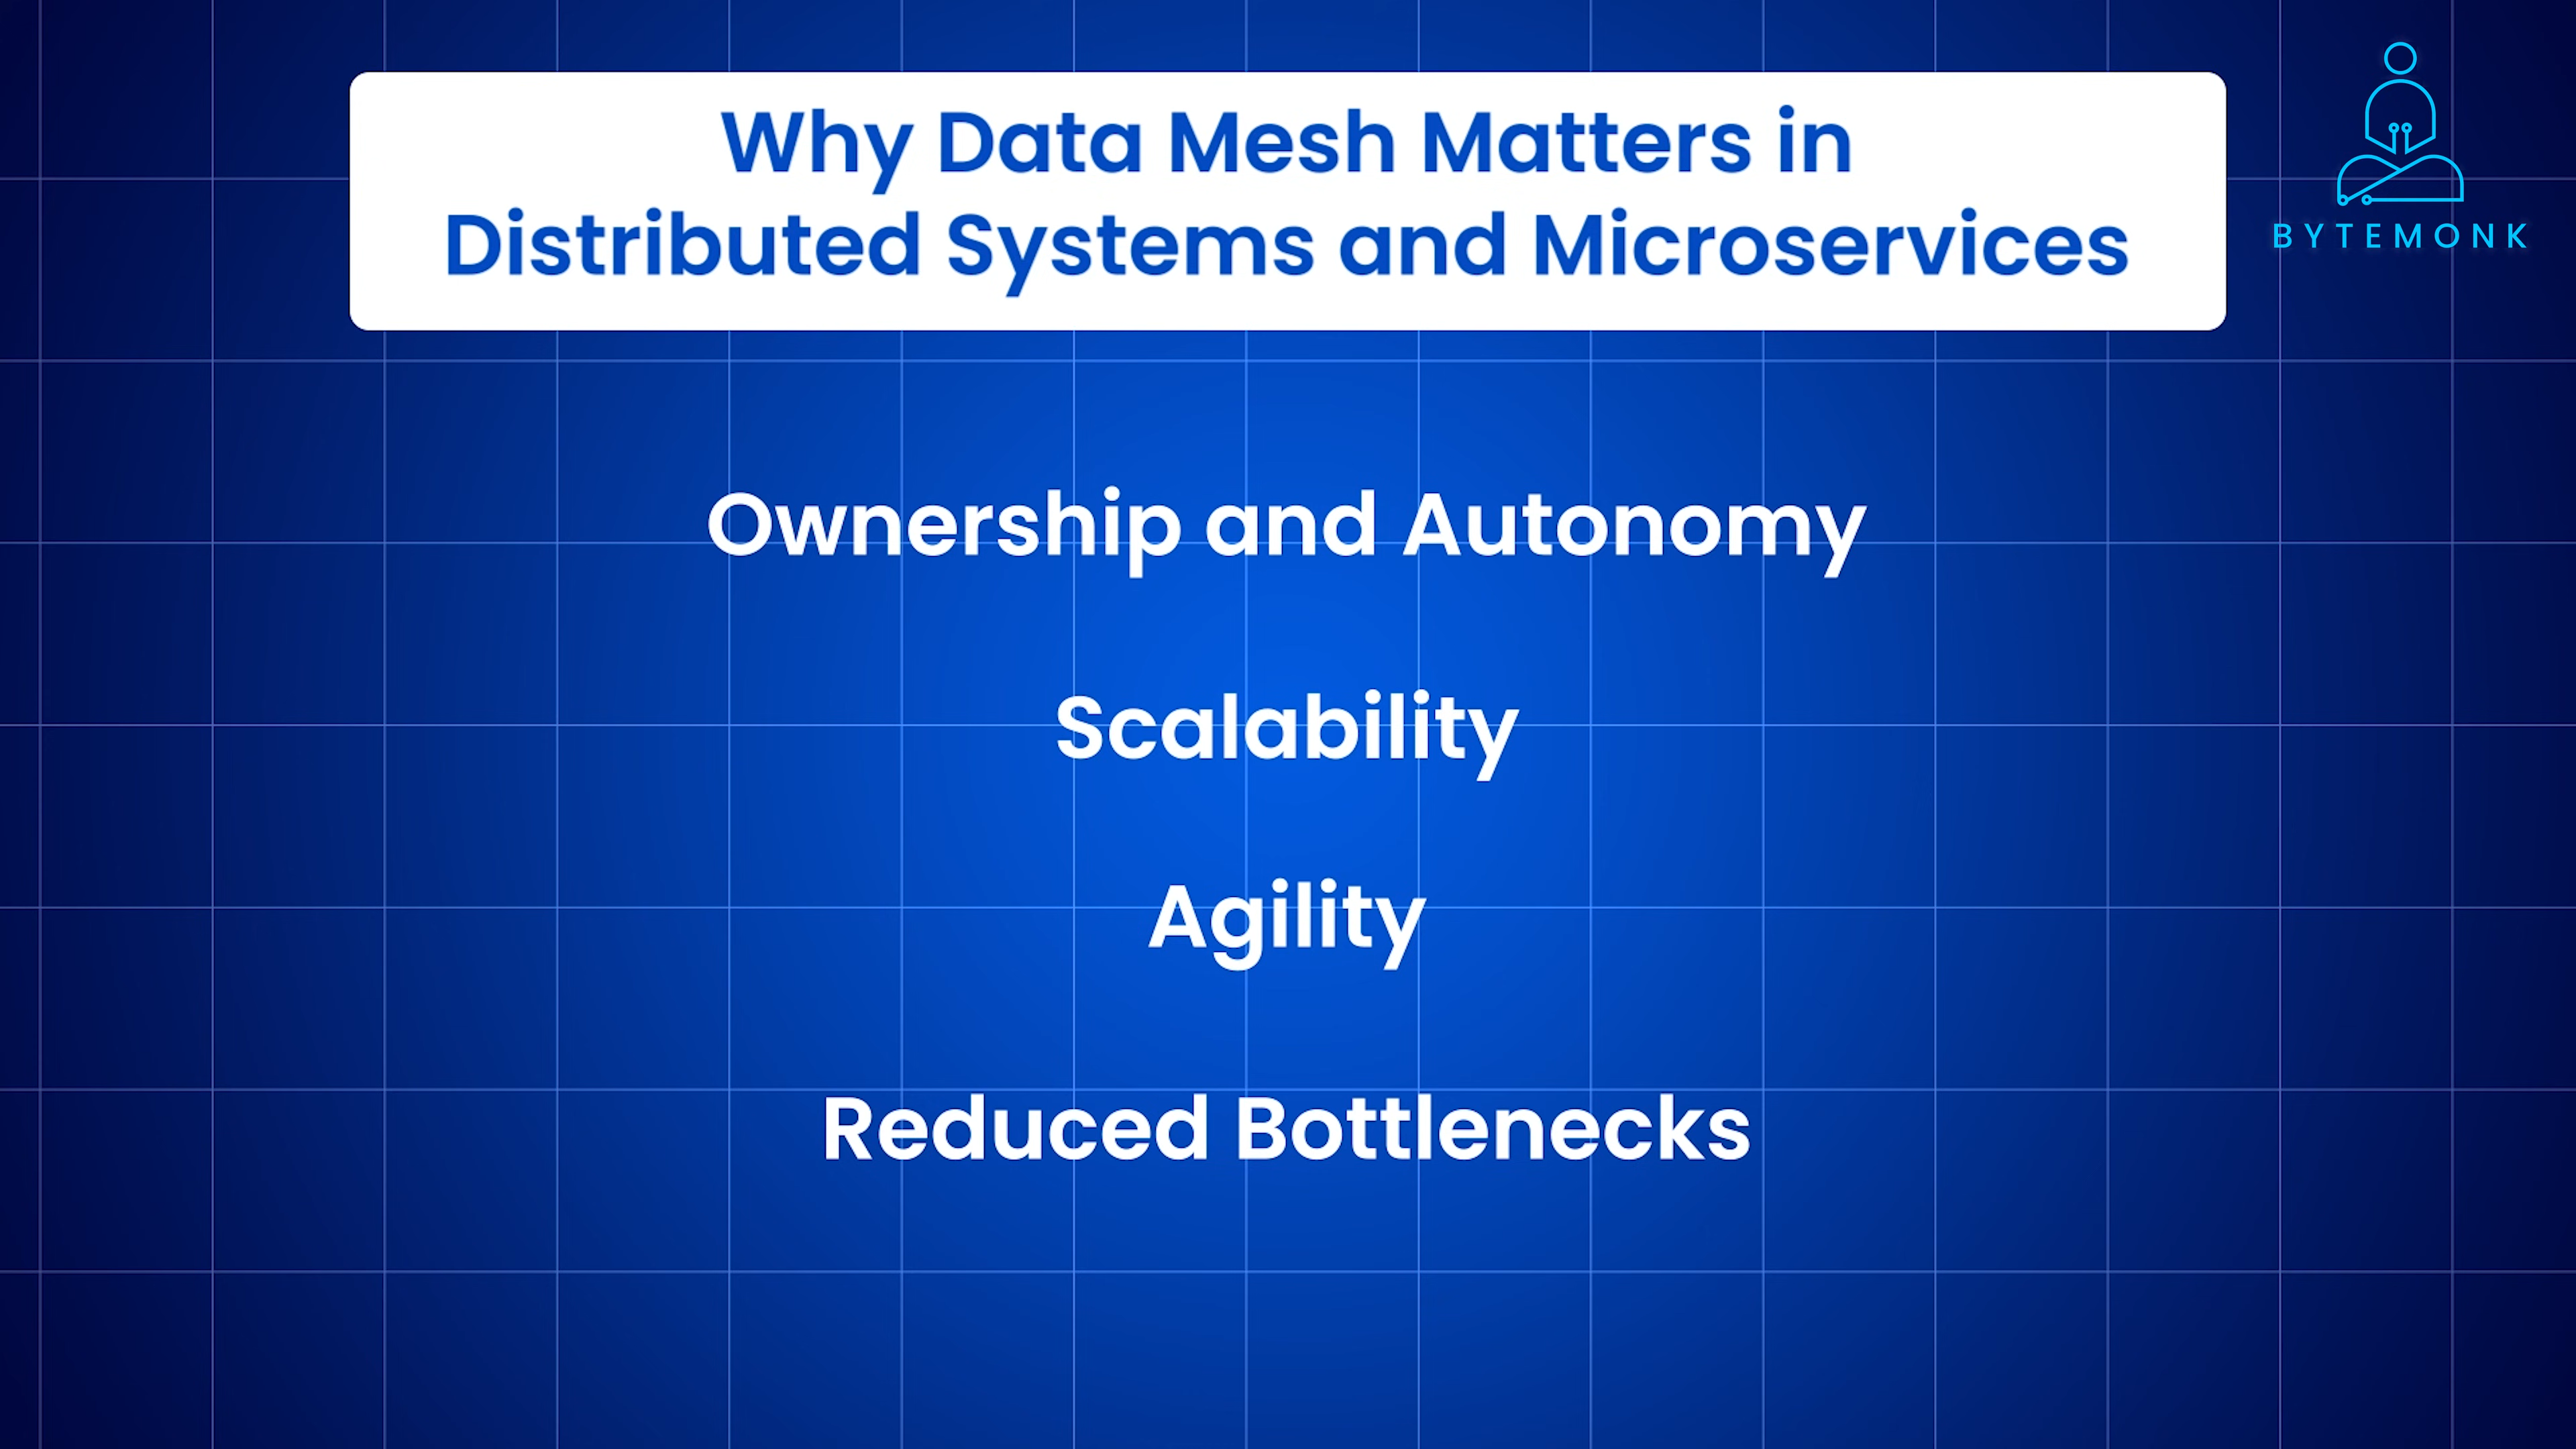 Why Data Mesh Matters in
Distributed Systems and Microservices
BYTEMONK
Ownership and Autonomy
Scalability
Agility
Reduced Bottlenecks